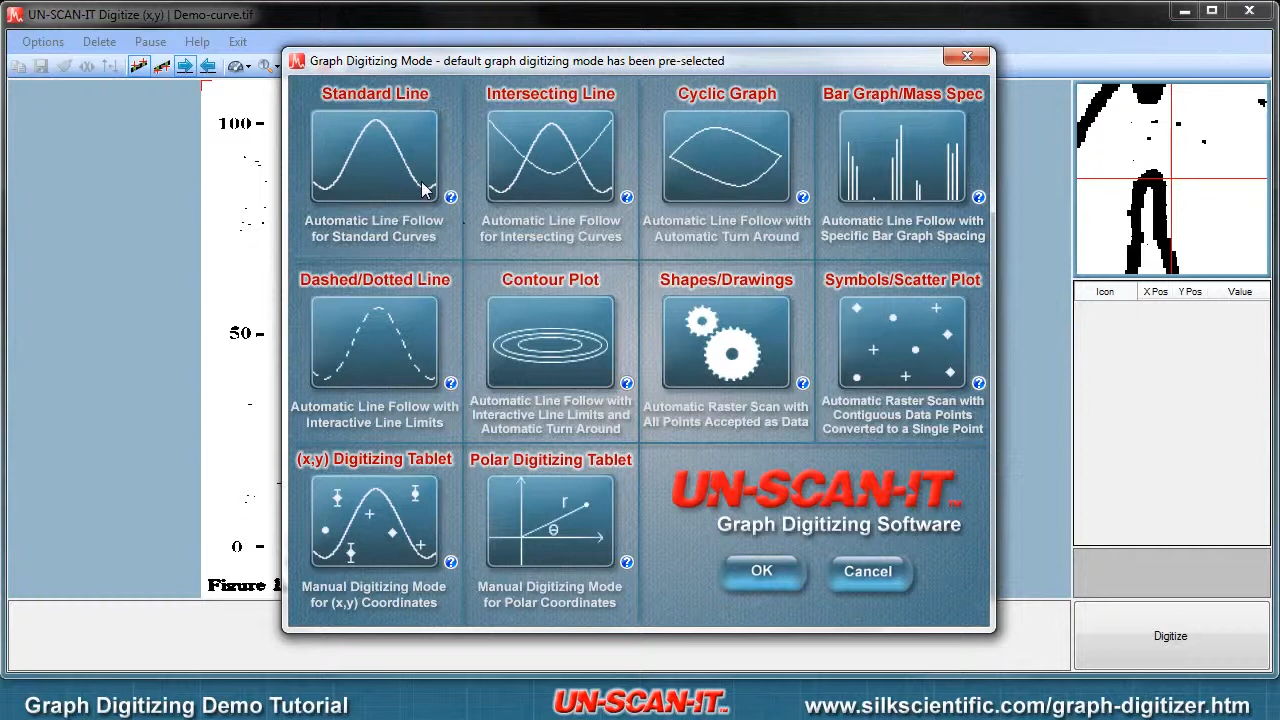 UN-SCAN-IT Digitize (x,y) | Demo-curve.tif
Options Delete Pause Help Exit
Graph Digitizing Mode - default graph digitizing mode has been pre-selected
Standard Line
Automatic Line Follow
for Standard Curves
Intersecting Line
Automatic Line Follow
for Intersecting Curves
Cyclic Graph
Automatic Line Follow with
Automatic Turn Around
Bar Graph/Mass Spec
Automatic Line Follow with
Specific Bar Graph Spacing
Dashed/Dotted Line
Automatic Line Follow with
Interactive Line Limits
Contour Plot
Automatic Line Follow with
Interactive Line Limits and
Automatic Turn Around
Shapes/Drawings
Automatic Raster Scan with
All Points Accepted as Data
Symbols/Scatter Plot
Automatic Raster Scan with
Contiguous Data Points
Converted to a Single Point
(x,y) Digitizing Tablet
Manual Digitizing Mode
for (x,y) Coordinates
Polar Digitizing Tablet
r
θ
Manual Digitizing Mode
for Polar Coordinates
UN-SCAN-IT™
Graph Digitizing Software
OK
Cancel
100
50
0
Figure
Icon X Pos Y Pos Value
Digitize
Graph Digitizing Demo Tutorial
UN-SCAN-IT™
www.silkscientific.com/graph-digitizer.htm